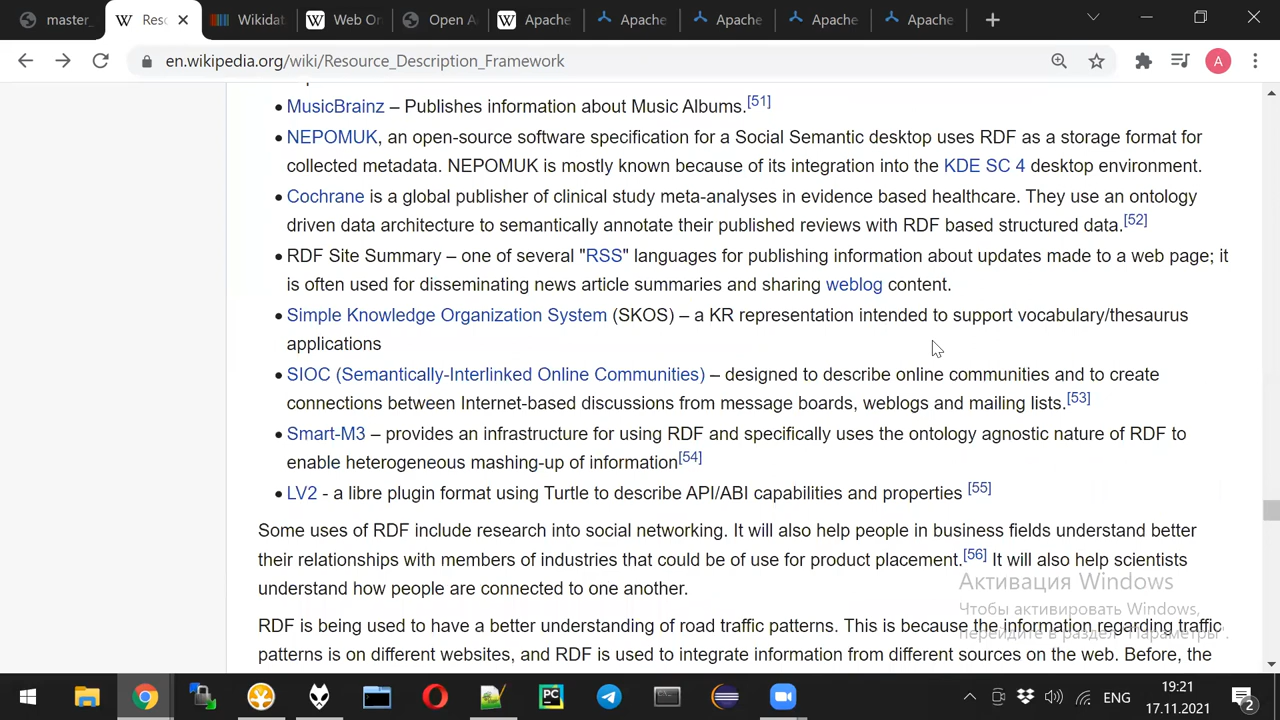 master_
Reso
Wikidat
Web On
Open A
Apache
Apache
Apache
Apache
Apache
en.wikipedia.org/wiki/Resource_Description_Framework
A
• MusicBrainz – Publishes information about Music Albums.[51]
• NEPOMUK, an open-source software specification for a Social Semantic desktop uses RDF as a storage format for
collected metadata. NEPOMUK is mostly known because of its integration into the KDE SC 4 desktop environment.
• Cochrane is a global publisher of clinical study meta-analyses in evidence based healthcare. They use an ontology
driven data architecture to semantically annotate their published reviews with RDF based structured data.[52]
• RDF Site Summary – one of several "RSS" languages for publishing information about updates made to a web page; it
is often used for disseminating news article summaries and sharing weblog content.
• Simple Knowledge Organization System (SKOS) – a KR representation intended to support vocabulary/thesaurus
applications
• SIOC (Semantically-Interlinked Online Communities) – designed to describe online communities and to create
connections between Internet-based discussions from message boards, weblogs and mailing lists.[53]
• Smart-M3 – provides an infrastructure for using RDF and specifically uses the ontology agnostic nature of RDF to
enable heterogeneous mashing-up of information[54]
• LV2 - a libre plugin format using Turtle to describe API/ABI capabilities and properties [55]
Some uses of RDF include research into social networking. It will also help people in business fields understand better
their relationships with members of industries that could be of use for product placement.[56] It will also help scientists
understand how people are connected to one another.
Активация Windows
Чтобы активировать Windows,
перейдите в раздел "Параметры".
RDF is being used to have a better understanding of road traffic patterns. This is because the information regarding traffic
patterns is on different websites, and RDF is used to integrate information from different sources on the web. Before, the
PC
ENG
19:21
17.11.2021
2